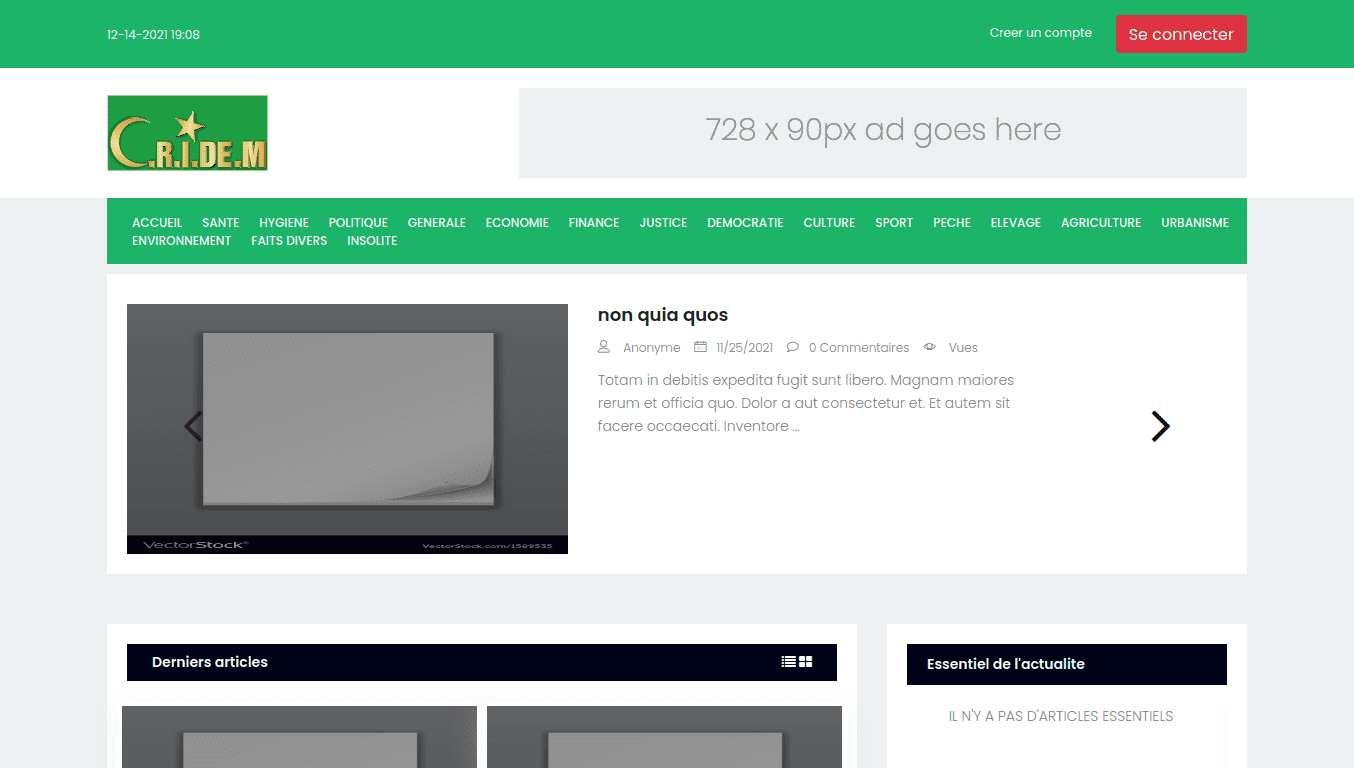 12-14-2021 19:08
Creer un compte
Se connecter
C.R.I.DE.M
728 x 90px ad goes here
ACCUEIL SANTE HYGIENE POLITIQUE GENERALE ECONOMIE FINANCE JUSTICE DEMOCRATIE CULTURE SPORT PECHE ELEVAGE AGRICULTURE URBANISME
ENVIRONNEMENT FAITS DIVERS INSOLITE
non quia quos
Anonyme 11/25/2021 0 Commentaires Vues
Totam in debitis expedita fugit sunt libero. Magnam maiores
rerum et officia quo. Dolor a aut consectetur et. Et autem sit
facere occaecati. Inventore ...
VectorStock®
VectorStock.com/1589535
Derniers articles
Essentiel de l'actualite
IL N'Y A PAS D'ARTICLES ESSENTIELS